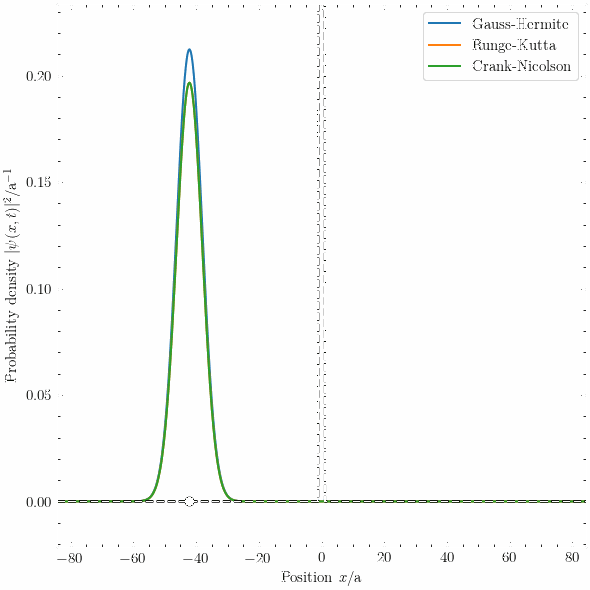 Gauss-Hermite
Runge-Kutta
Crank-Nicolson
Probability density |ψ(x, t)|²/a⁻¹
0.20
0.15
0.10
0.05
0.00
−80 −60 −40 −20 0 20 40 60 80
Position x/a